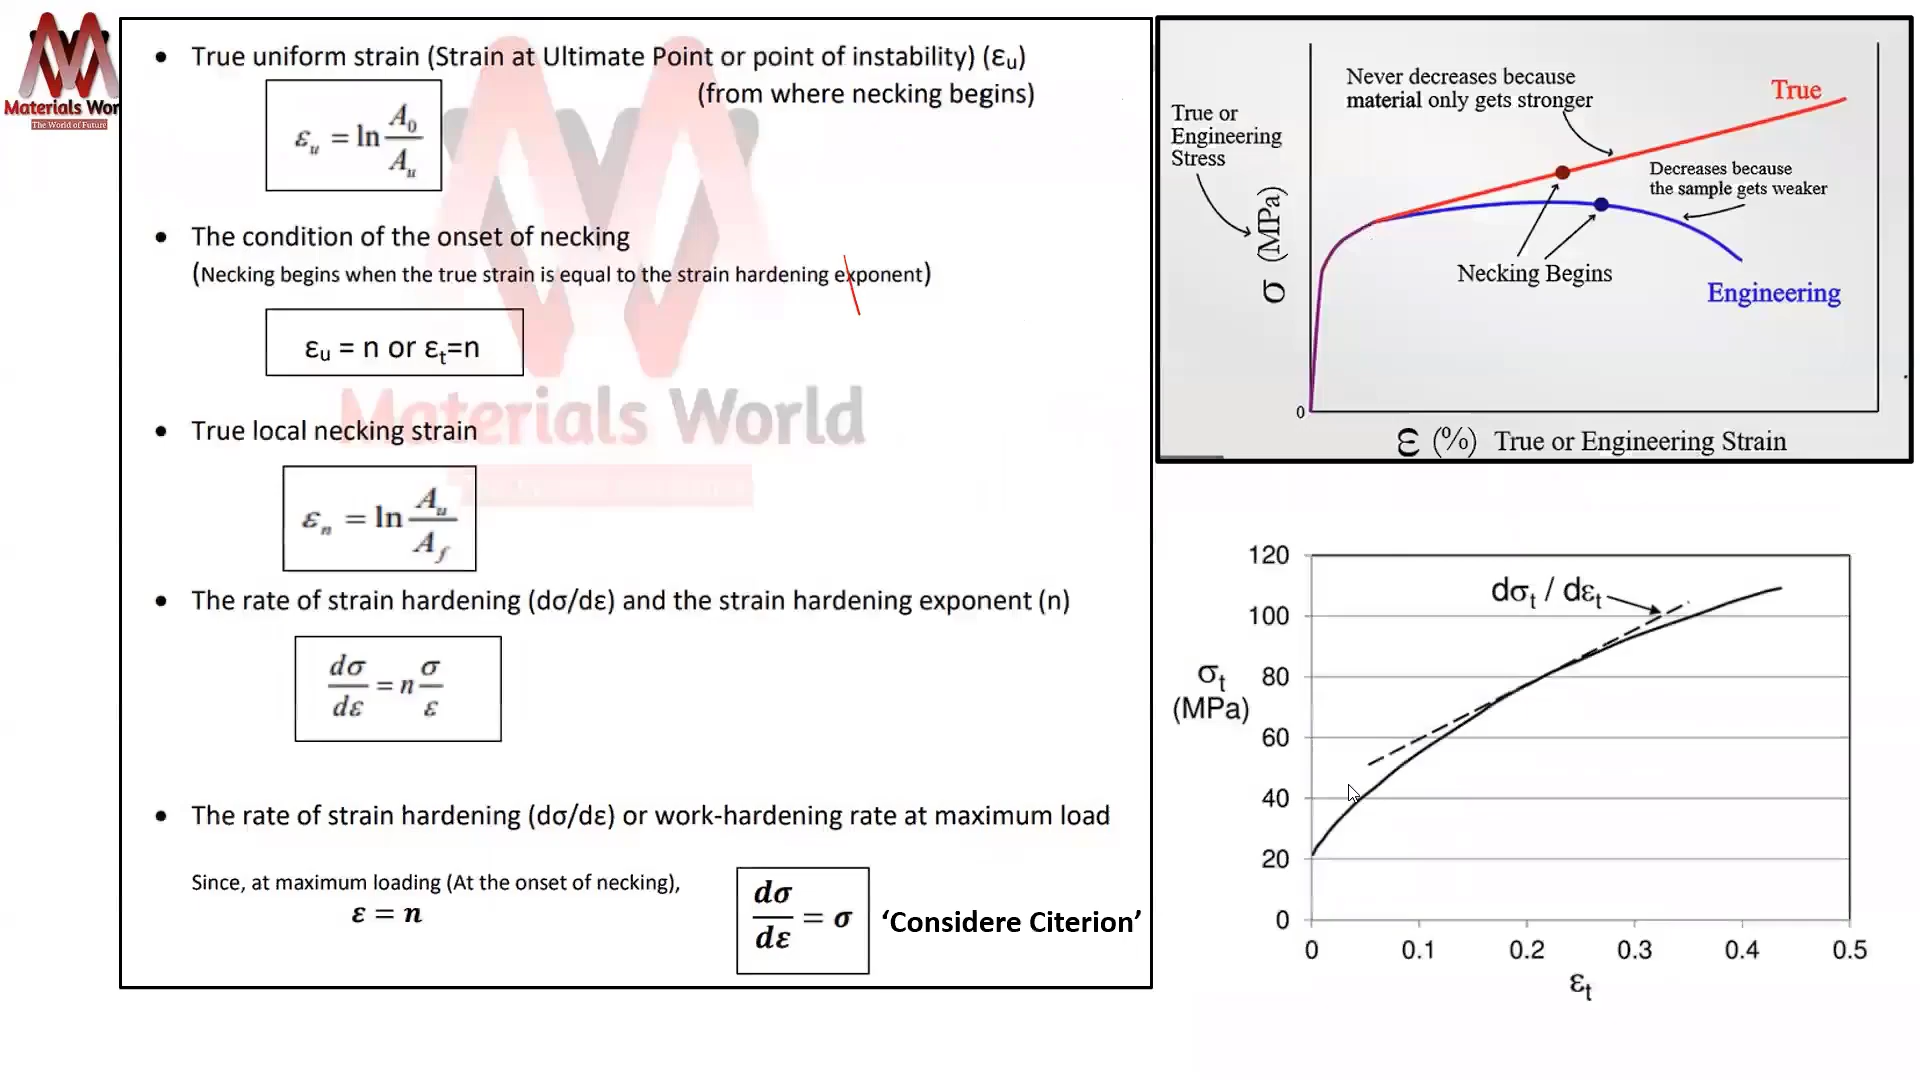 Materials Wor
The World of Future
• True uniform strain (Strain at Ultimate Point or point of instability) (εu)
(from where necking begins)
εu = ln A0/Au
• The condition of the onset of necking
(Necking begins when the true strain is equal to the strain hardening exponent)
εu = n or εt=n
Materials World
• True local necking strain
εn = ln Au/Af
• The rate of strain hardening (dσ/dε) and the strain hardening exponent (n)
dσ/dε = n σ/ε
• The rate of strain hardening (dσ/dε) or work-hardening rate at maximum load
Since, at maximum loading (At the onset of necking),
ε = n
dσ/dε = σ
‘Considere Citerion’
Never decreases because
material only gets stronger
True
True or
Engineering
Stress
Decreases because
the sample gets weaker
σ (MPa)
Necking Begins
Engineering
0
ε (%) True or Engineering Strain
120
dσt / dεt
100
σt
(MPa)
80
60
40
20
0
0 0.1 0.2 0.3 0.4 0.5
εt